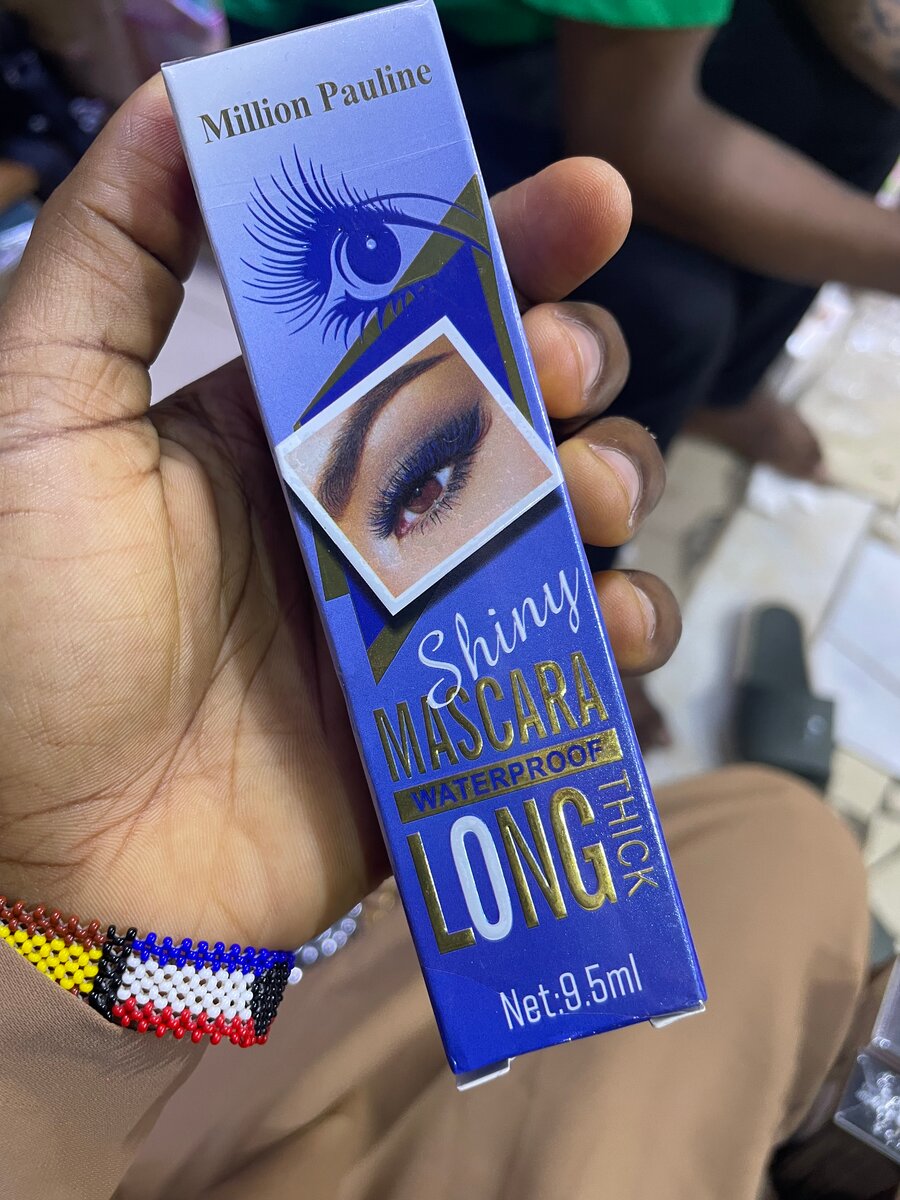 Million Pauline
Shiny
MASCARA
WATERPROOF
LONG
THICK
Net:9.5ml